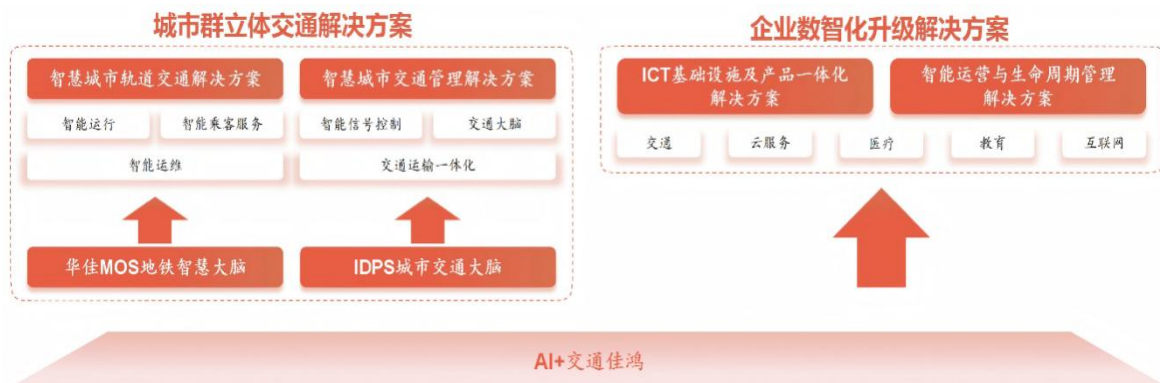 城市群立体交通解决方案
企业数智化升级解决方案
智慧城市轨道交通解决方案
智慧城市交通管理解决方案
智能运行
智能乘客服务
智能信号控制
交通大脑
智能运维
交通运输一体化
华佳MOS地铁智慧大脑
IDPS城市交通大脑
ICT基础设施及产品一体化
解决方案
智能运营与生命周期管理
解决方案
交通
云服务
医疗
教育
互联网
AI+交通佳鸿